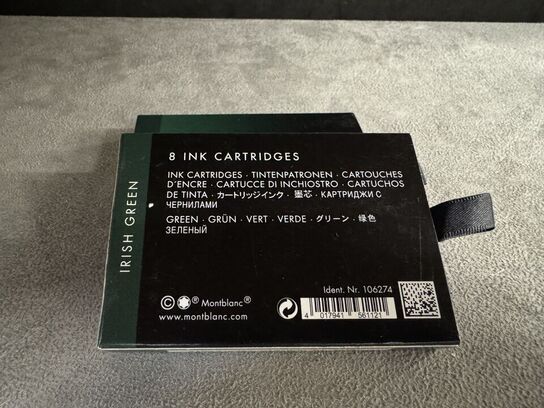 IRISH GREEN
8 INK CARTRIDGES
INK CARTRIDGES · TINTENPATRONEN · CARTOUCHES
D'ENCRE · CARTUCCE DI INCHIOSTRO · CARTUCHOS
DE TINTA · カートリッジインク · 墨芯 · КАРТРИДЖИ С
ЧЕРНИЛАМИ
GREEN · GRÜN · VERT · VERDE · グリーン · 绿色
ЗЕЛЕНЫЙ
Ident. Nr. 106274
© ® Montblanc®
www.montblanc.com
4 017941 561121